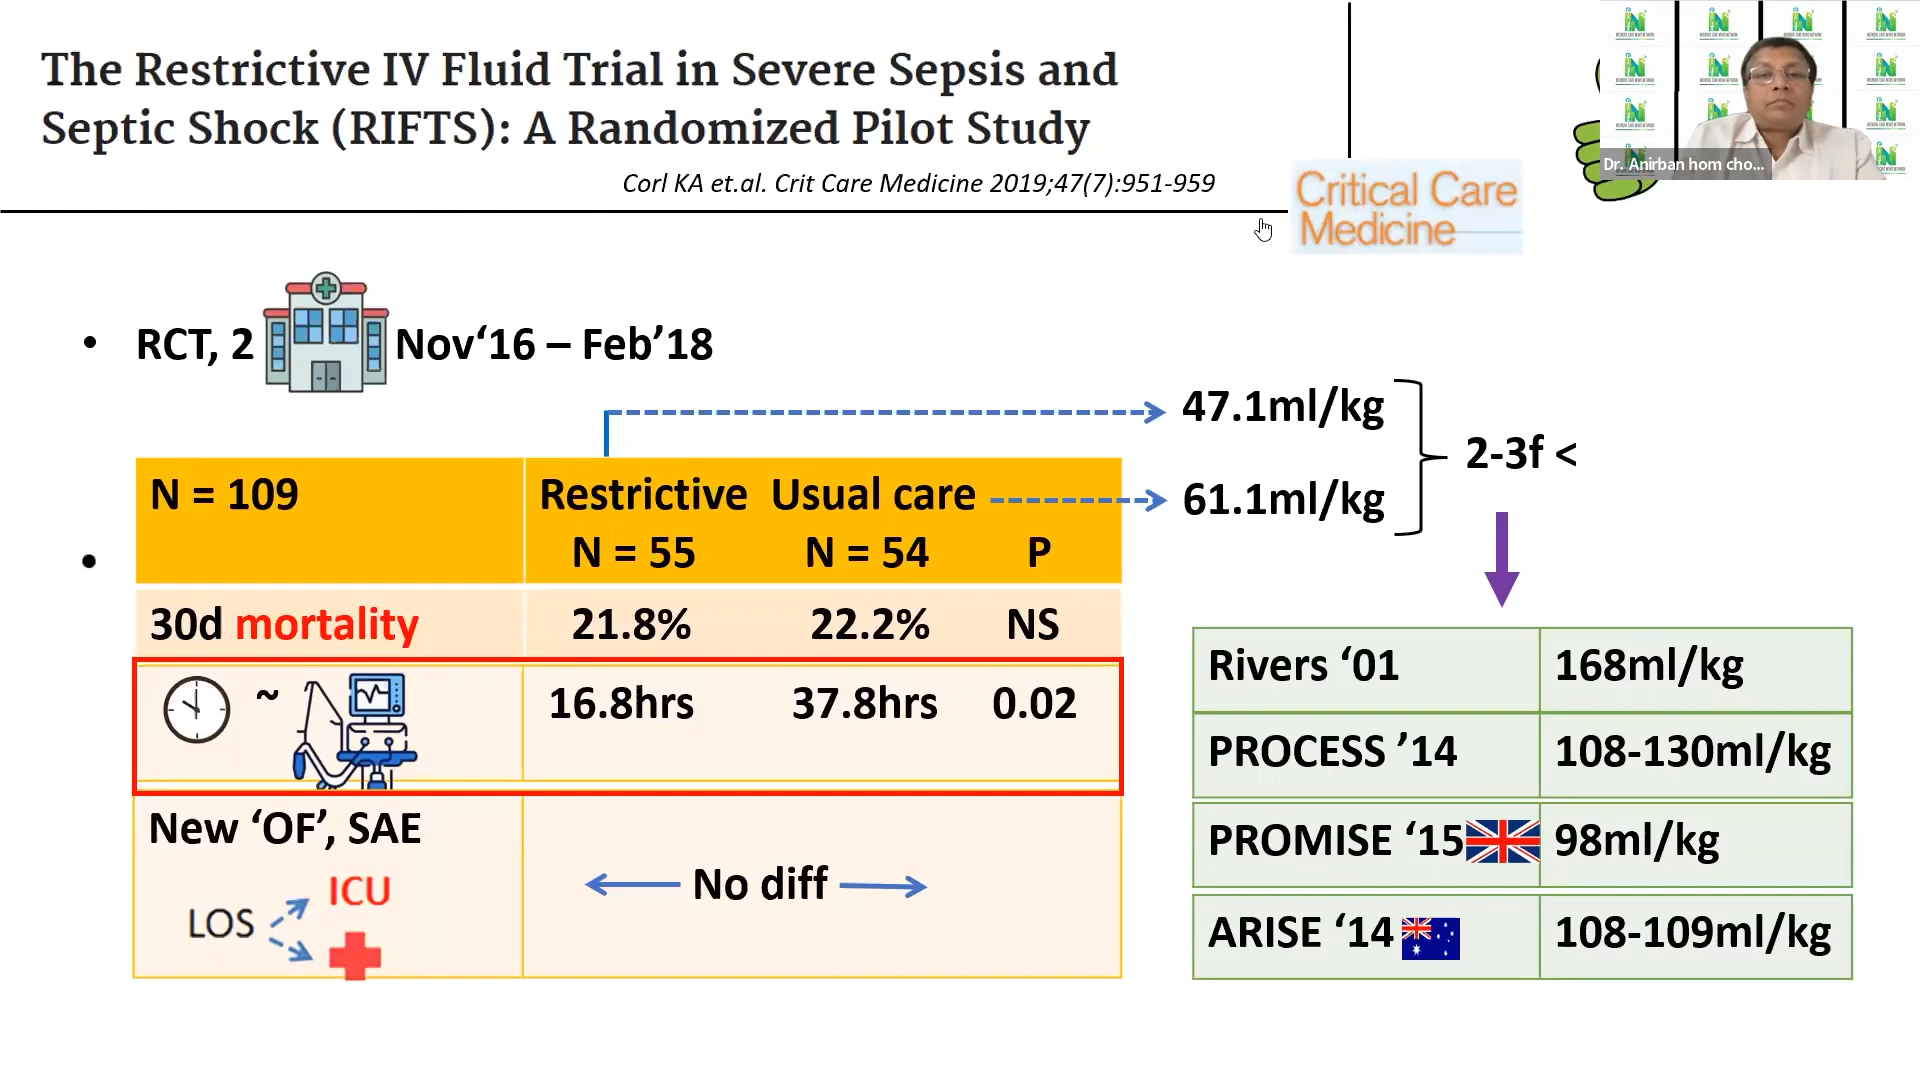 The Restrictive IV Fluid Trial in Severe Sepsis and
Septic Shock (RIFTS): A Randomized Pilot Study
Corl KA et.al. Crit Care Medicine 2019;47(7):951-959
Critical Care
Medicine
Dr. Anirban hom cho...
• RCT, 2 Nov‘16 – Feb’18
47.1ml/kg
61.1ml/kg
2-3f <
N = 109 Restrictive Usual care
N = 55 N = 54 P
30d mortality 21.8% 22.2% NS
~ 16.8hrs 37.8hrs 0.02
New ‘OF’, SAE
No diff
LOS
ICU
Rivers ‘01 168ml/kg
PROCESS ’14 108-130ml/kg
PROMISE ‘15 98ml/kg
ARISE ‘14 108-109ml/kg